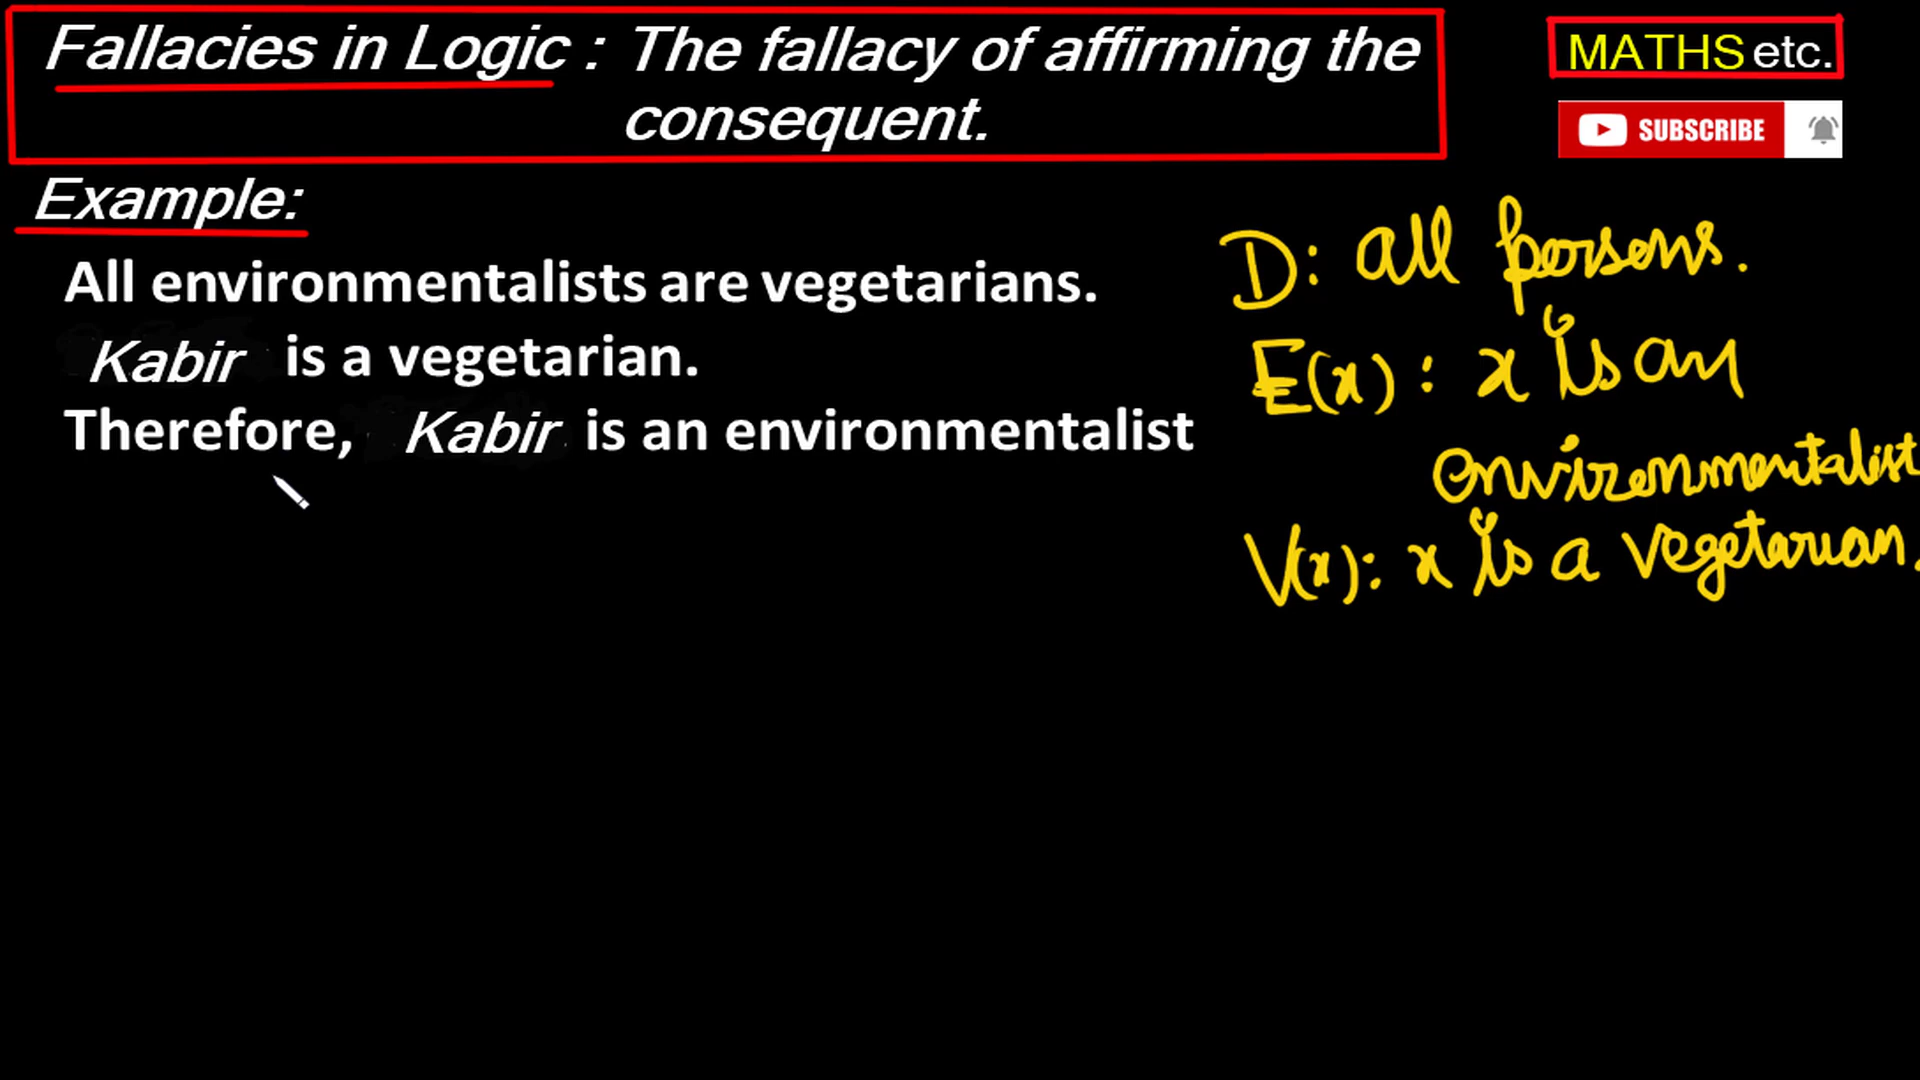 Fallacies in Logic : The fallacy of affirming the
consequent.
MATHS etc.
SUBSCRIBE
Example:
All environmentalists are vegetarians.
Kabir is a vegetarian.
Therefore, Kabir is an environmentalist
D: all persons.
E(x) : x is an
environmentalist
V(x): x is a vegetarian.